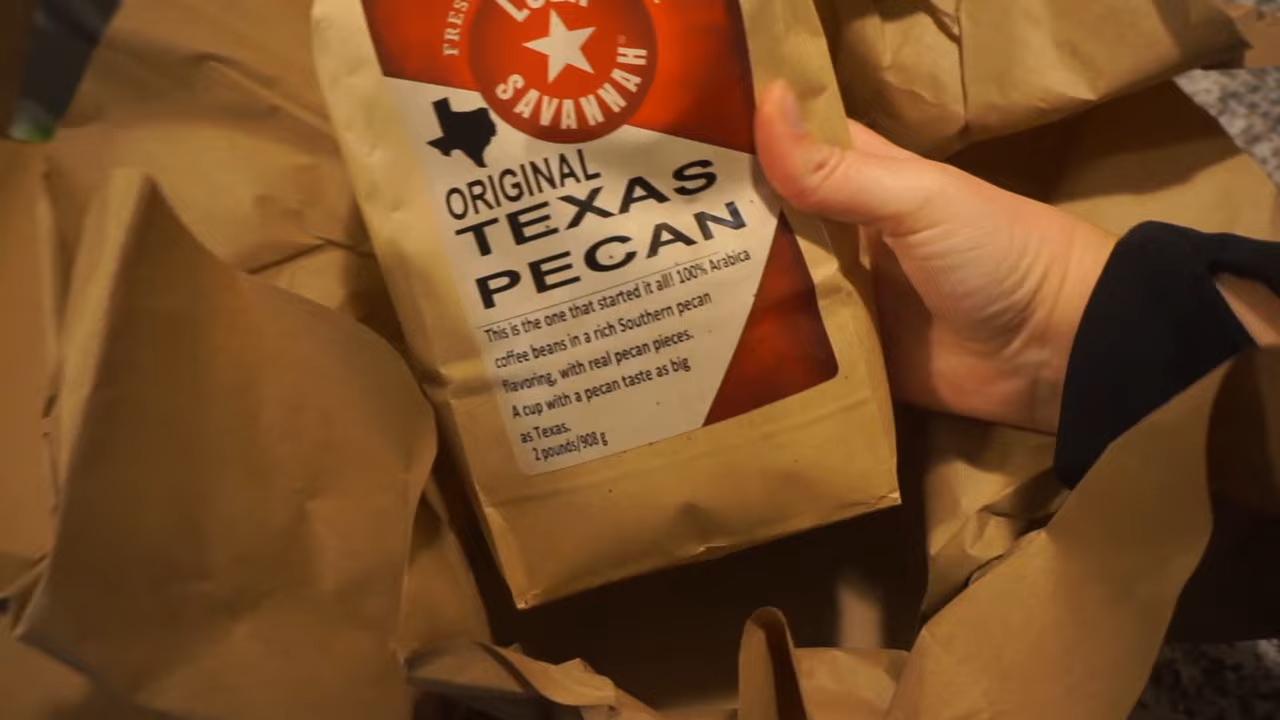 SAVANNAH
ORIGINAL
TEXAS
PECAN
This is the one that started it all! 100% Arabica
coffee beans in a rich Southern pecan
flavoring, with real pecan pieces.
A cup with a pecan taste as big
as Texas.
2 pounds/908 g